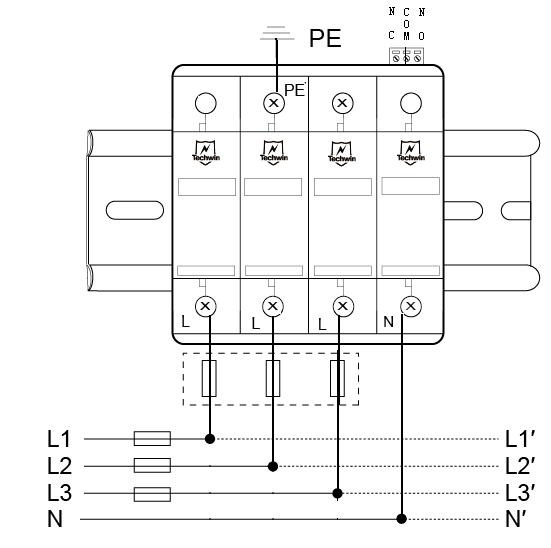 N C N
O
C M O
PE
PE'
Techwin Techwin Techwin Techwin
L L L N
L1 L1′
L2 L2′
L3 L3′
N N′